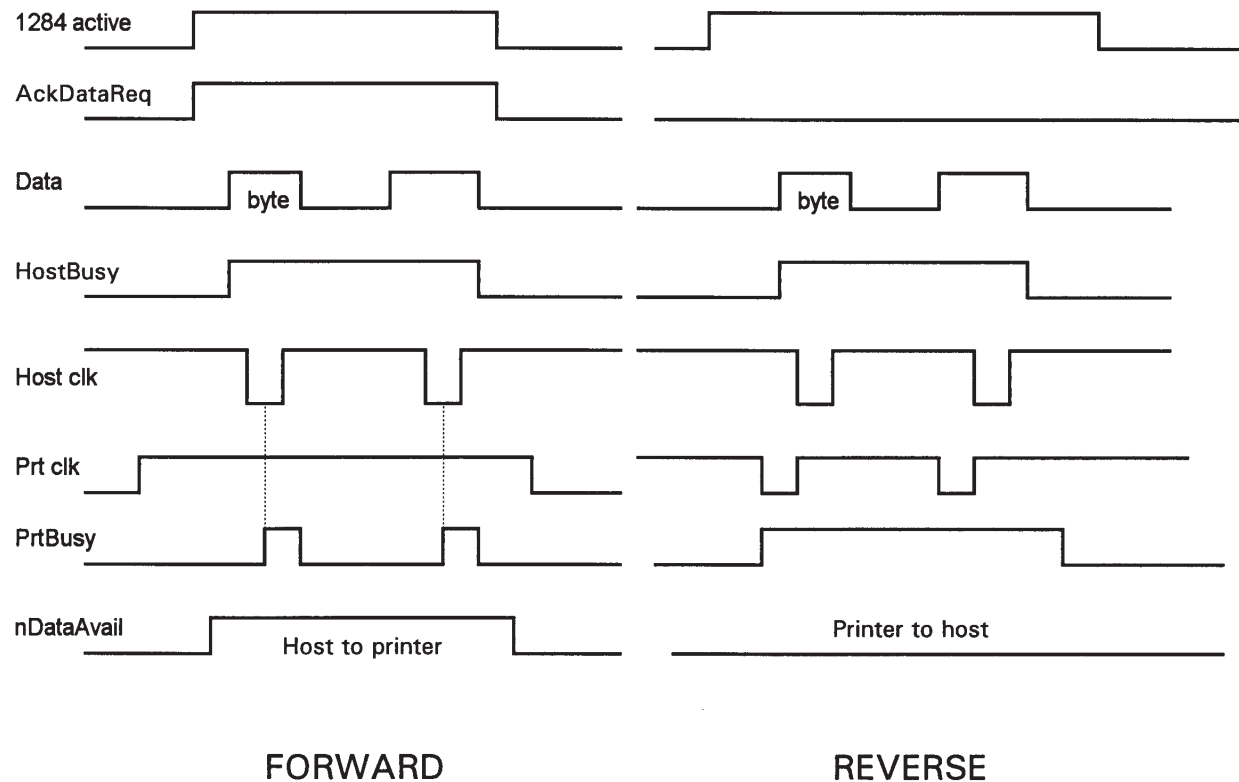 1284 active
AckDataReq
Data
byte
byte
HostBusy
Host clk
Prt clk
PrtBusy
nDataAvail
Host to printer
Printer to host
FORWARD
REVERSE